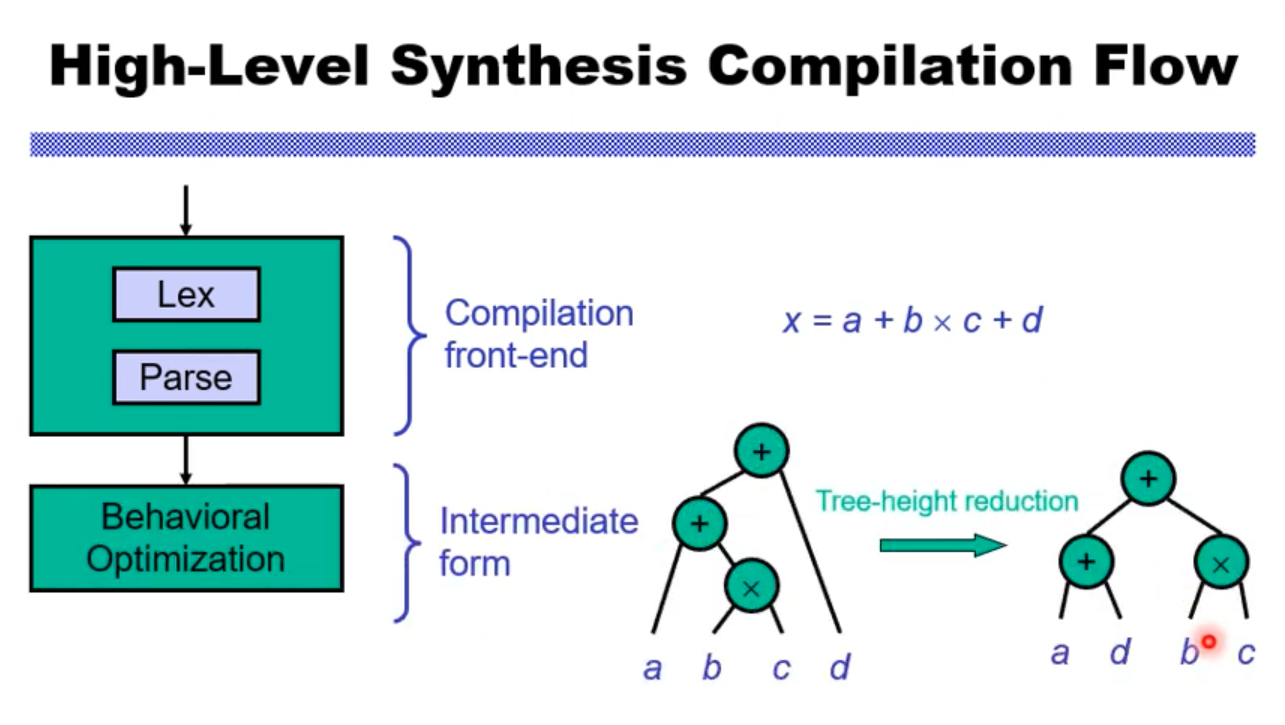 High-Level Synthesis Compilation Flow
Lex
Parse
Compilation
front-end
x = a + b × c + d
Behavioral
Optimization
Intermediate
form
+
+
×
a b c d
Tree-height reduction
+
+ ×
a d b c